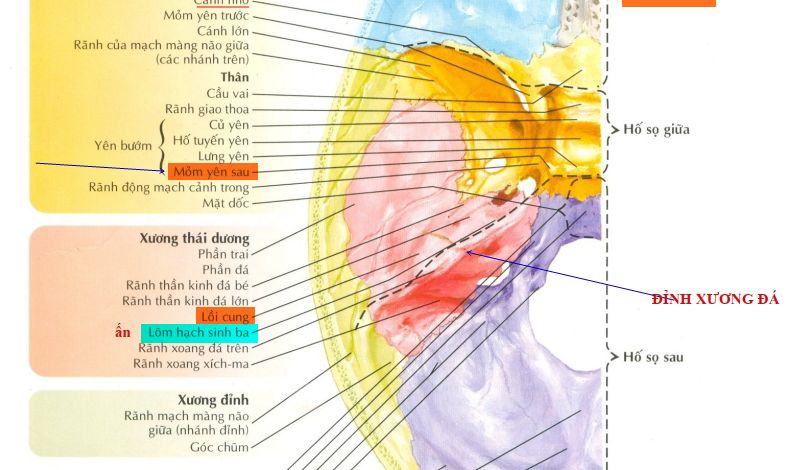 Cánh nhỏ
Mỏm yên trước
Cánh lớn
Rãnh của mạch màng não giữa
(các nhánh trên)
Thân
Cầu vai
Rãnh giao thoa
Củ yên
Yên bướm
Hố tuyến yên
Lưng yên
Mỏm yên sau
Rãnh động mạch cảnh trong
Mặt dốc
Hố sọ giữa
Xương thái dương
Phần trai
Phần đá
Rãnh thần kinh đá bé
Rãnh thần kinh đá lớn
ĐỈNH XƯƠNG ĐÁ
Lồi cung
ấn
Lõm hạch sinh ba
Rãnh xoang đá trên
Rãnh xoang xích-ma
Hố sọ sau
Xương đỉnh
Rãnh mạch màng não
giữa (nhánh đỉnh)
Góc chũm